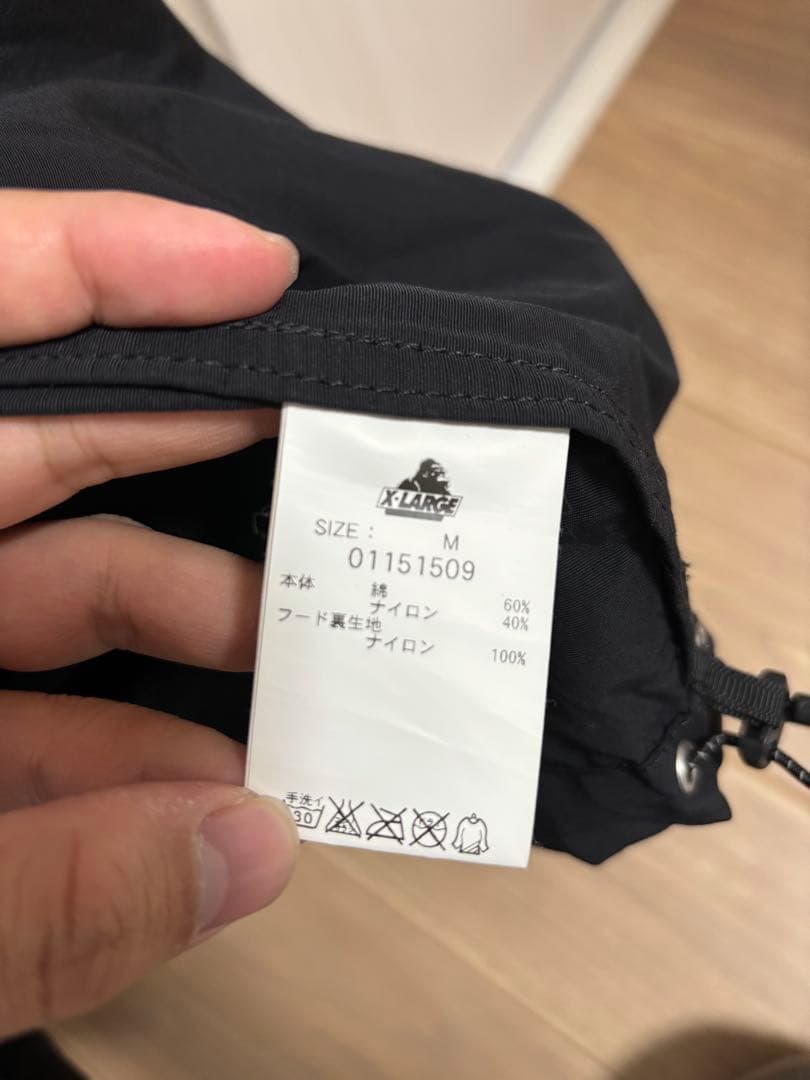 X-LARGE
SIZE : M
01151509
本体 綿 60%
ナイロン 40%
フード裏生地
ナイロン 100%
手洗イ
30